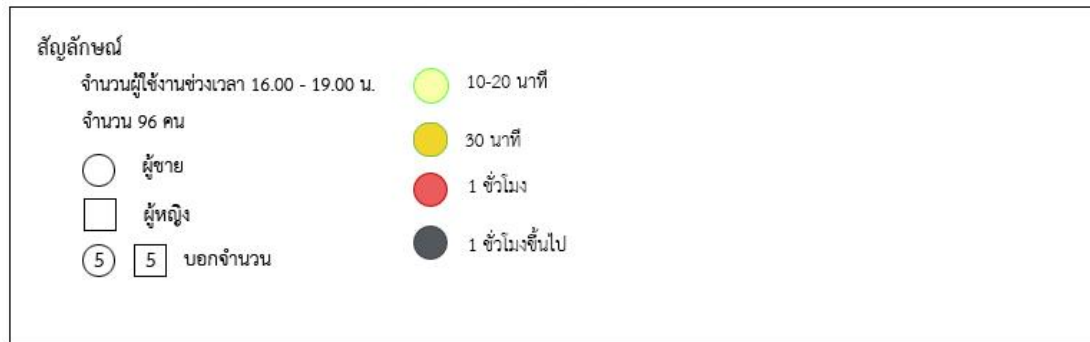 สัญลักษณ์
จำนวนผู้ใช้งานช่วงเวลา 16.00 - 19.00 น.
จำนวน 96 คน
ผู้ชาย
ผู้หญิง
5 5 บอกจำนวน
10-20 นาที
30 นาที
1 ชั่วโมง
1 ชั่วโมงขึ้นไป